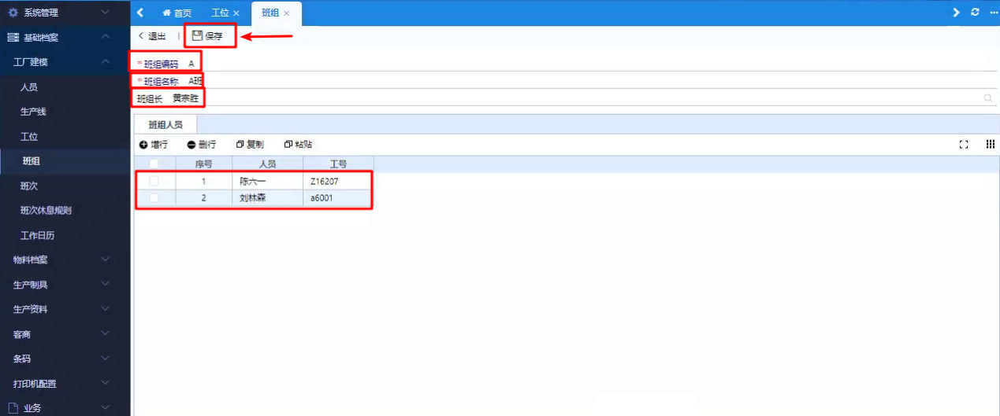 系统管理
首页 工位 × 班组 ×
基础档案
退出 保存
工厂建模
人员
生产线
工位
班组
班次
班次休息规则
工作日历
物料档案
生产制具
生产资料
客商
条码
打印机配置
业务
*班组编码 A
*班组名称 A班
班组长 黄宗胜
班组人员
增行 删行 复制 粘贴
序号 人员 工号
1 陈六一 Z16207
2 刘林森 a6001